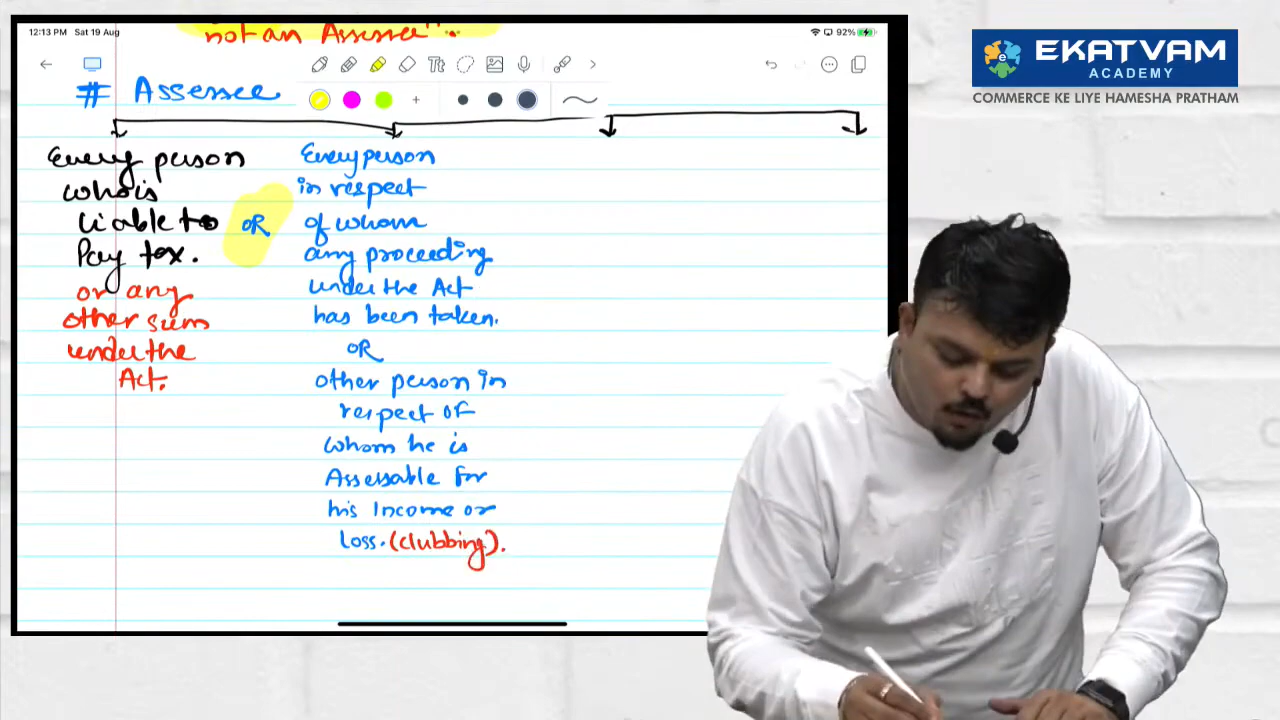 12:13 PM Sat 19 Aug
92%
not an Assessee".
# Assessee
Every person
who is
liable to
Pay tax.
or any
other sum
under the
Act.
OR
Every person
in respect
of whom
any proceeding
under the Act
has been taken.
OR
other person in
respect of
whom he is
Assessable for
his Income or
Loss. (clubbing).
EKATVAM
ACADEMY
COMMERCE KE LIYE HAMESHA PRATHAM